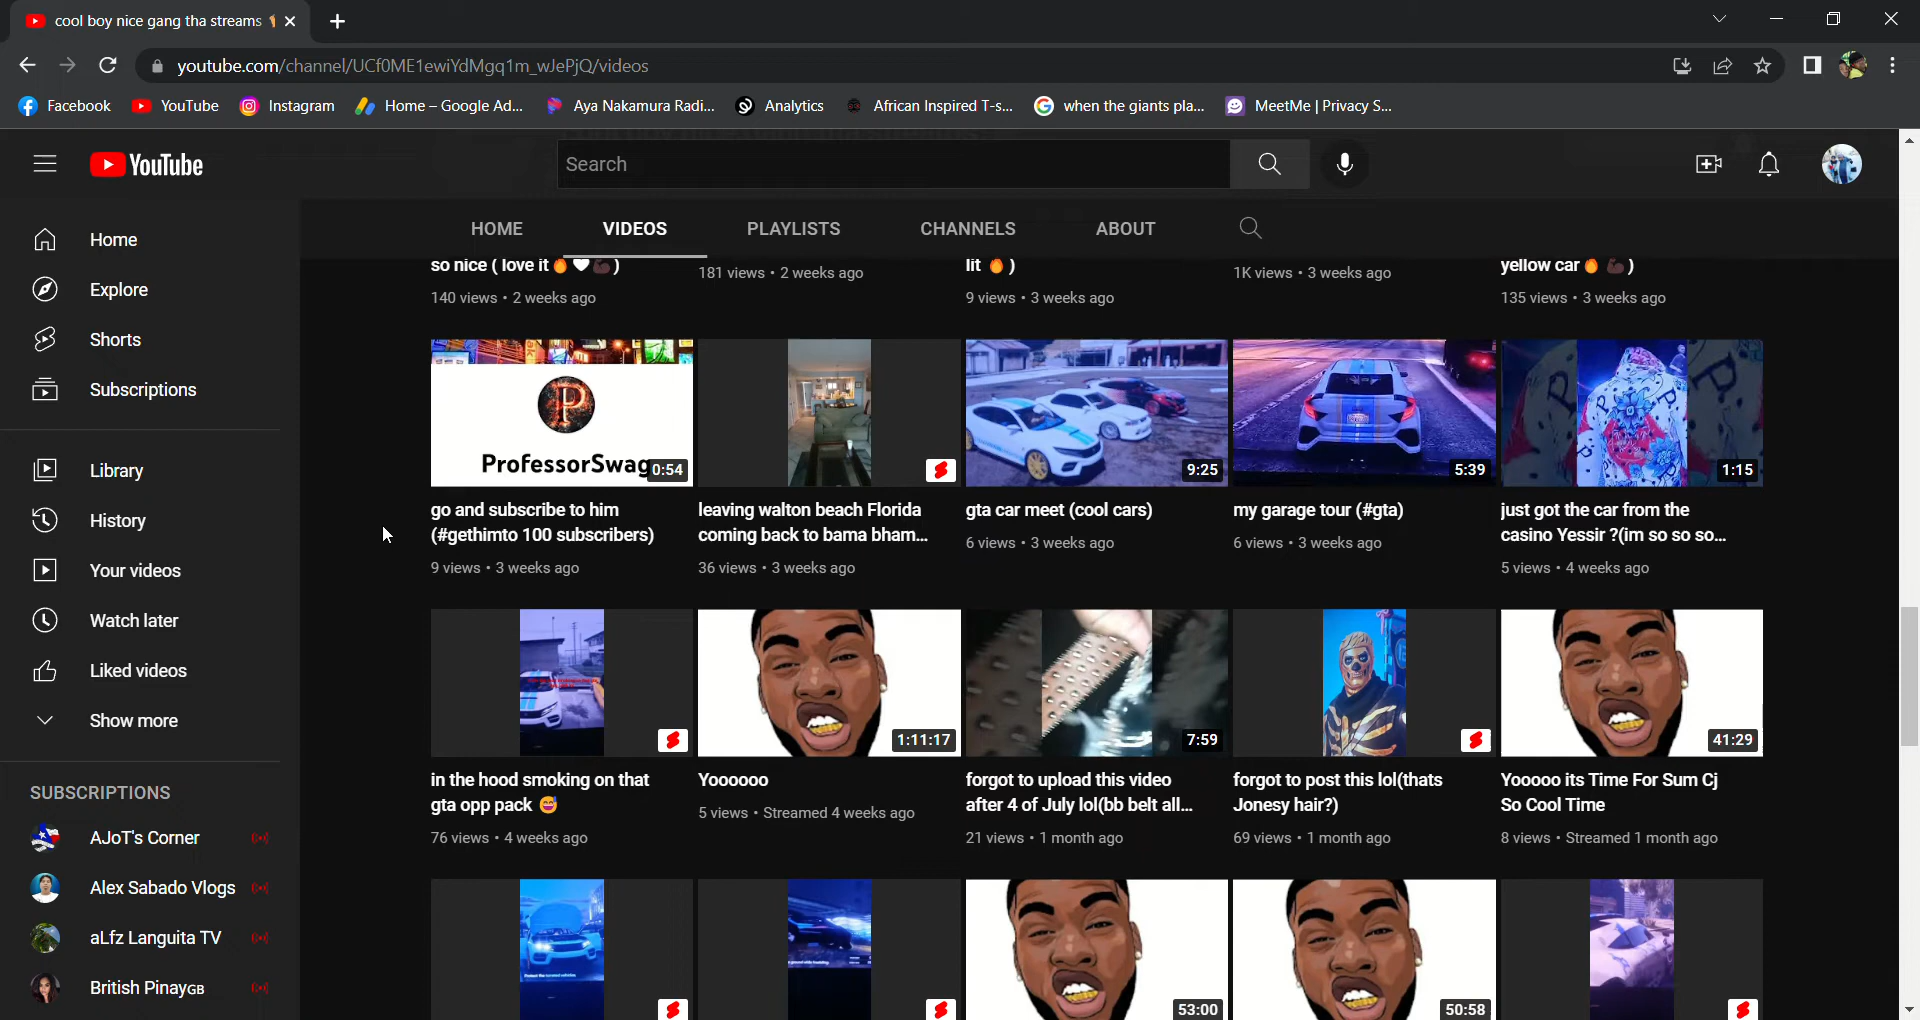 cool boy nice gang tha streams
youtube.com/channel/UCf0ME1ewiYdMgq1m_wJePjQ/videos
Facebook YouTube Instagram Home – Google Ad... Aya Nakamura Radi... Analytics African Inspired T-s... when the giants pla... MeetMe | Privacy S...
YouTube Search
HOME VIDEOS PLAYLISTS CHANNELS ABOUT
Home
Explore
Shorts
Subscriptions
Library
History
Your videos
Watch later
Liked videos
Show more
SUBSCRIPTIONS
AJoT's Corner
Alex Sabado Vlogs
aLfz Languita TV
British PinayGB
so nice ( love it🔥🖤💪🏿)
140 views • 2 weeks ago
181 views • 2 weeks ago
lit 🔥)
9 views • 3 weeks ago
1K views • 3 weeks ago
yellow car🔥💪🏿)
135 views • 3 weeks ago
P
ProfessorSwag
0:54
go and subscribe to him
(#gethimto 100 subscribers)
9 views • 3 weeks ago
leaving walton beach Florida
coming back to bama bham...
36 views • 3 weeks ago
9:25
gta car meet (cool cars)
6 views • 3 weeks ago
5:39
my garage tour (#gta)
6 views • 3 weeks ago
1:15
just got the car from the
casino Yessir ?(im so so so...
5 views • 4 weeks ago
in the hood smoking on that
gta opp pack 😅
76 views • 4 weeks ago
1:11:17
Yoooooo
5 views • Streamed 4 weeks ago
7:59
forgot to upload this video
after 4 of July lol(bb belt all...
21 views • 1 month ago
forgot to post this lol(thats
Jonesy hair?)
69 views • 1 month ago
41:29
Yoooo its Time For Sum Cj
So Cool Time
8 views • Streamed 1 month ago
53:00
50:58